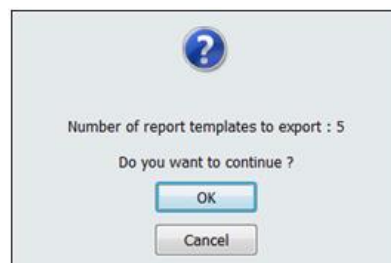 Number of report templates to export : 5
Do you want to continue ?
OK
Cancel